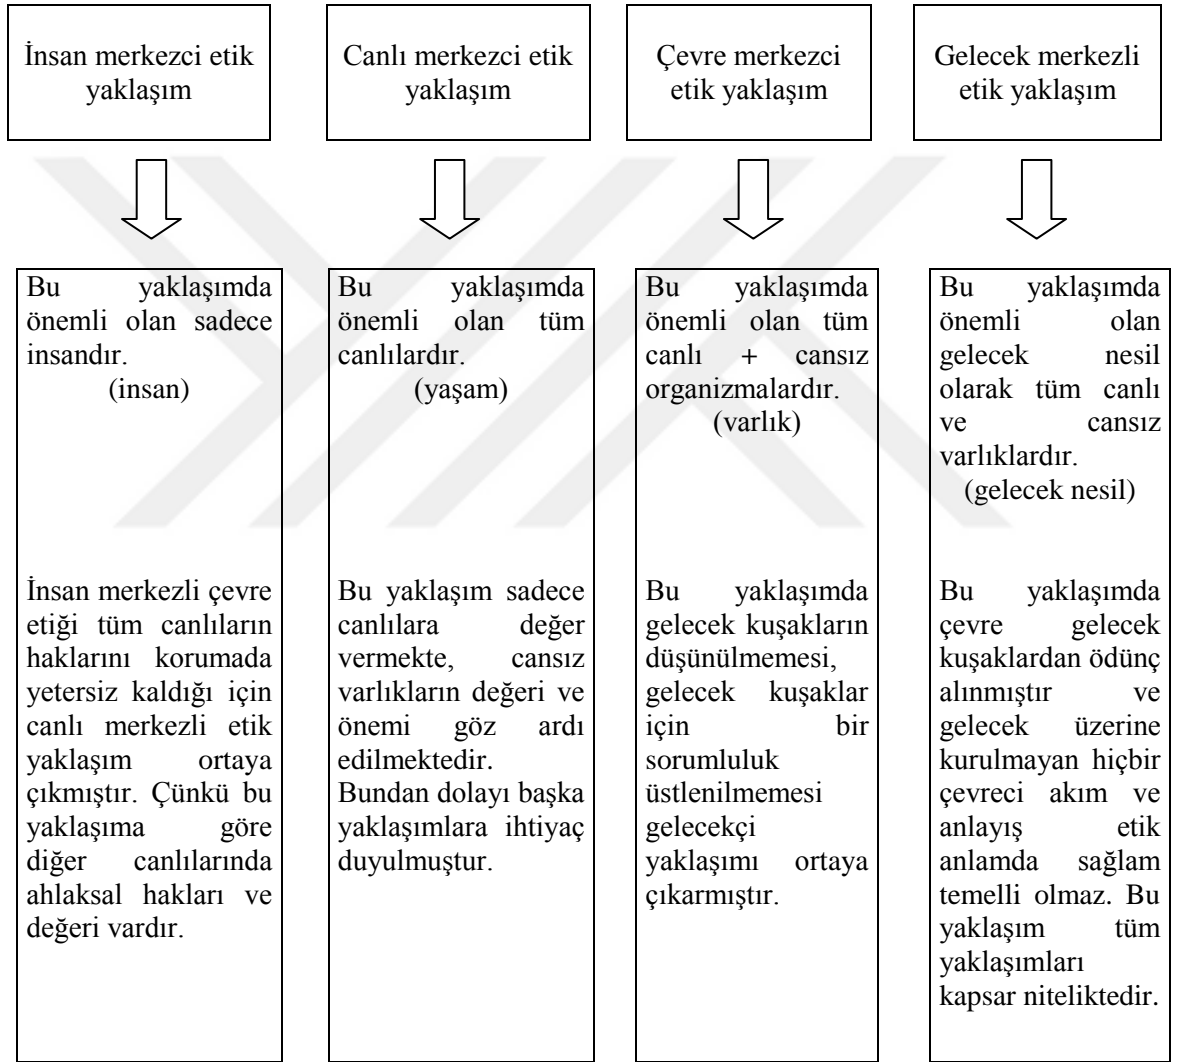 İnsan merkezci etik
yaklaşım
Canlı merkezci etik
yaklaşım
Çevre merkezci
etik yaklaşım
Gelecek merkezli
etik yaklaşım
Bu yaklaşımda
önemli olan sadece
insandır.
(insan)
İnsan merkezli çevre
etiği tüm canlıların
haklarını korumada
yetersiz kaldığı için
canlı merkezli etik
yaklaşım ortaya
çıkmıştır. Çünkü bu
yaklaşıma göre
diğer canlılarında
ahlaksal hakları ve
değeri vardır.
Bu yaklaşımda
önemli olan tüm
canlılardır.
(yaşam)
Bu yaklaşım sadece
canlılara değer
vermekte, cansız
varlıkların değeri ve
önemi göz ardı
edilmektedir.
Bundan dolayı başka
yaklaşımlara ihtiyaç
duyulmuştur.
Bu yaklaşımda
önemli olan tüm
canlı + cansız
organizmalardır.
(varlık)
Bu yaklaşımda
gelecek kuşakların
düşünülmemesi,
gelecek kuşaklar
için bir
sorumluluk
üstlenilmemesi
gelecekçi
yaklaşımı ortaya
çıkarmıştır.
Bu yaklaşımda
önemli olan
gelecek nesil
olarak tüm canlı
ve cansız
varlıklardır.
(gelecek nesil)
Bu yaklaşımda
çevre gelecek
kuşaklardan ödünç
alınmıştır ve
gelecek üzerine
kurulmayan hiçbir
çevreci akım ve
anlayış etik
anlamda sağlam
temelli olmaz. Bu
yaklaşım tüm
yaklaşımları
kapsar niteliktedir.